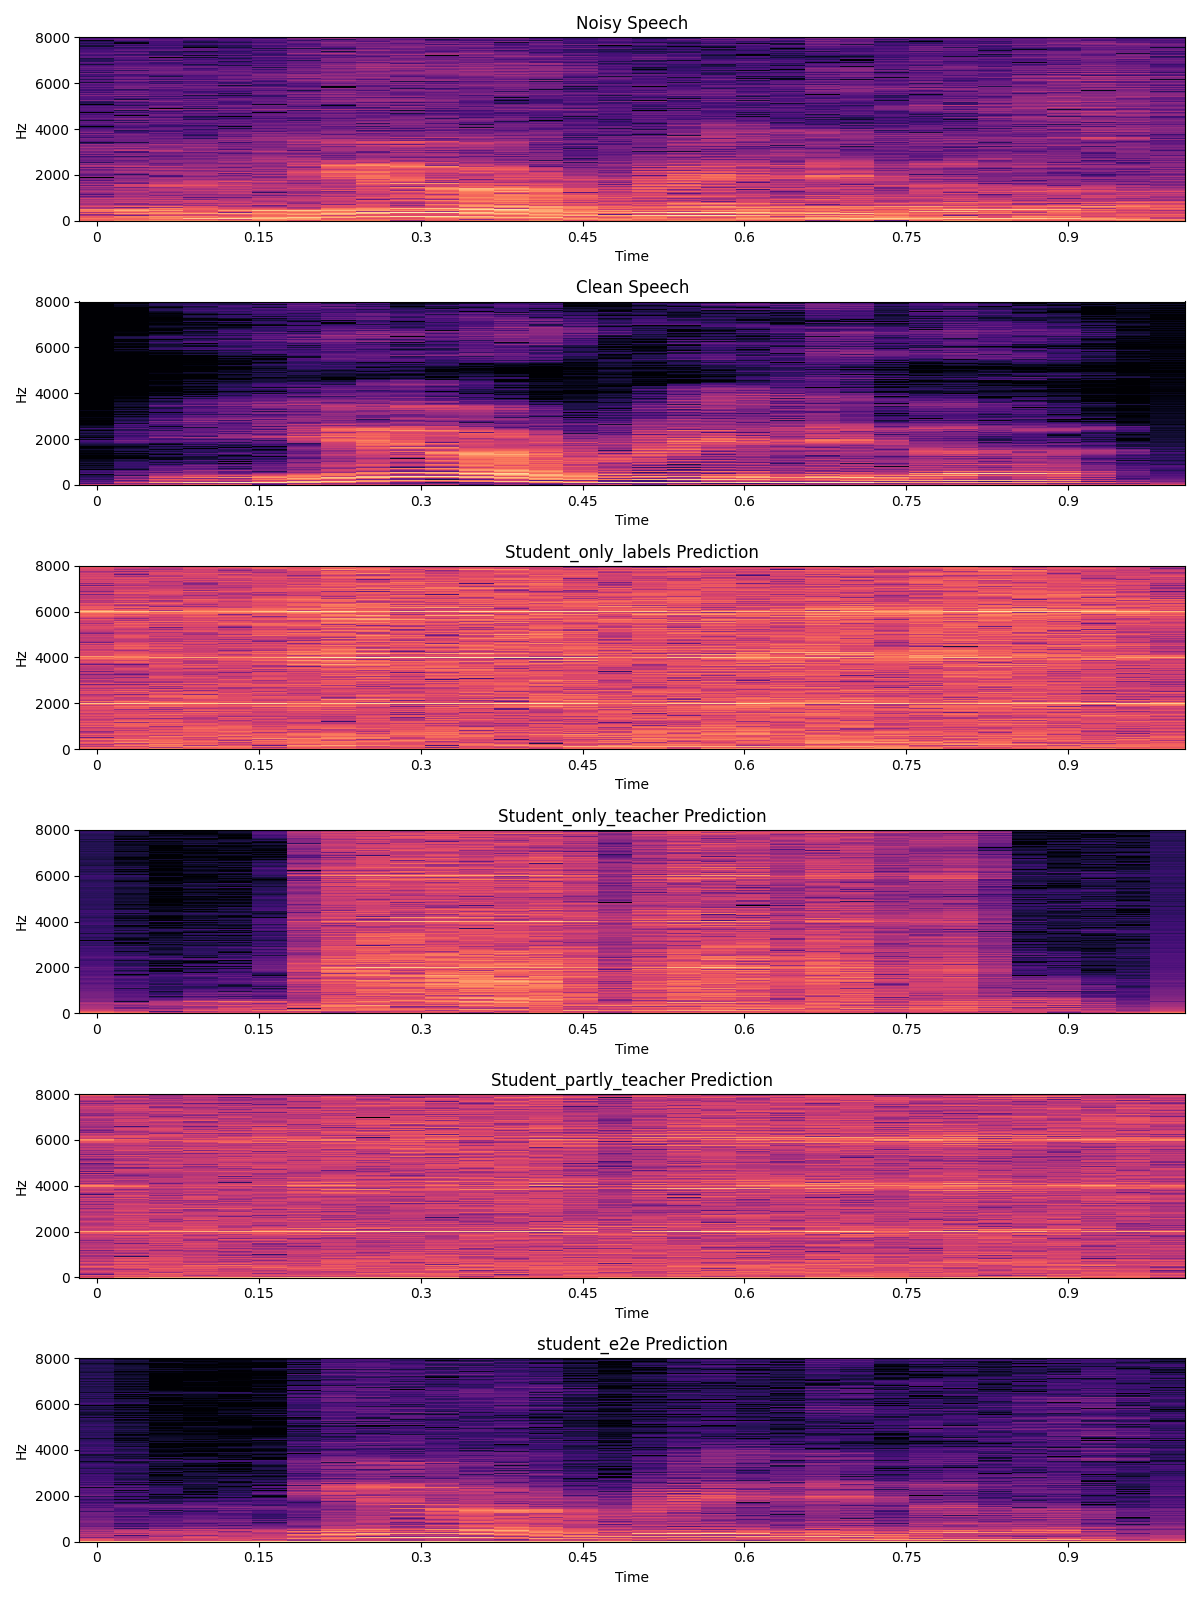 Noisy Speech
8000
6000
4000
2000
0
Hz
0 0.15 0.3 0.45 0.6 0.75 0.9
Time
Clean Speech
8000
6000
4000
2000
0
Hz
0 0.15 0.3 0.45 0.6 0.75 0.9
Time
Student_only_labels Prediction
8000
6000
4000
2000
0
Hz
0 0.15 0.3 0.45 0.6 0.75 0.9
Time
Student_only_teacher Prediction
8000
6000
4000
2000
0
Hz
0 0.15 0.3 0.45 0.6 0.75 0.9
Time
Student_partly_teacher Prediction
8000
6000
4000
2000
0
Hz
0 0.15 0.3 0.45 0.6 0.75 0.9
Time
student_e2e Prediction
8000
6000
4000
2000
0
Hz
0 0.15 0.3 0.45 0.6 0.75 0.9
Time